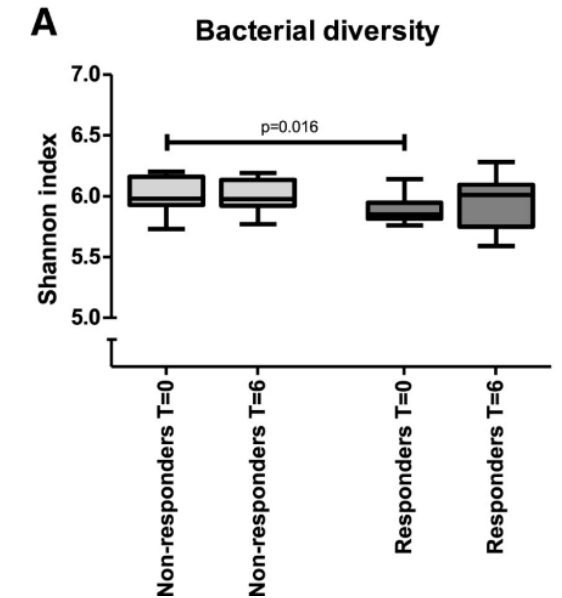 A
Bacterial diversity
Shannon index
7.0
6.5
6.0
5.5
5.0
p=0.016
Non-responders T=0
Non-responders T=6
Responders T=0
Responders T=6